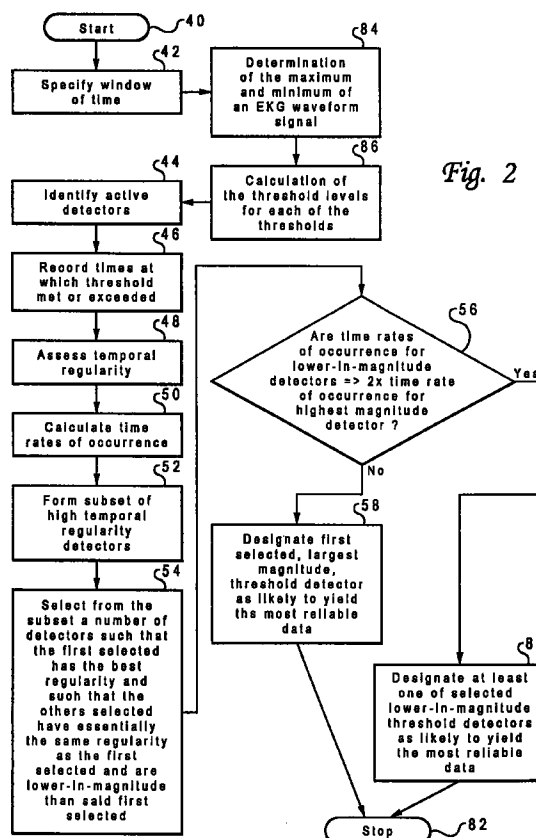 Start
40
42
Specify window
of time
84
Determination
of the maximum
and minimum of
an EKG waveform
signal
86
Calculation of
the threshold levels
for each of the
thresholds
Fig. 2
44
Identify active
detectors
46
Record times at
which threshold
met or exceeded
48
Assess temporal
regularity
50
Calculate time
rates of occurrence
52
Form subset of
high temporal
regularity
detectors
54
Select from the
subset a number of
detectors such that
the first selected
has the best
regularity and
such that the
others selected
have essentially
the same regularity
as the first
selected and are
lower-in-magnitude
than said first
selected
56
Are time rates
of occurrence for
lower-in-magnitude
detectors => 2x time rate
of occurrence for
highest magnitude
detector ?
Yes
No
58
Designate first
selected, largest
magnitude,
threshold detector
as likely to yield
ths most reliable
data
8
Designate at least
one of selected
lower-in-magnitude
threshold detectors
as likely to yield
the most reliable
data
Stop
82